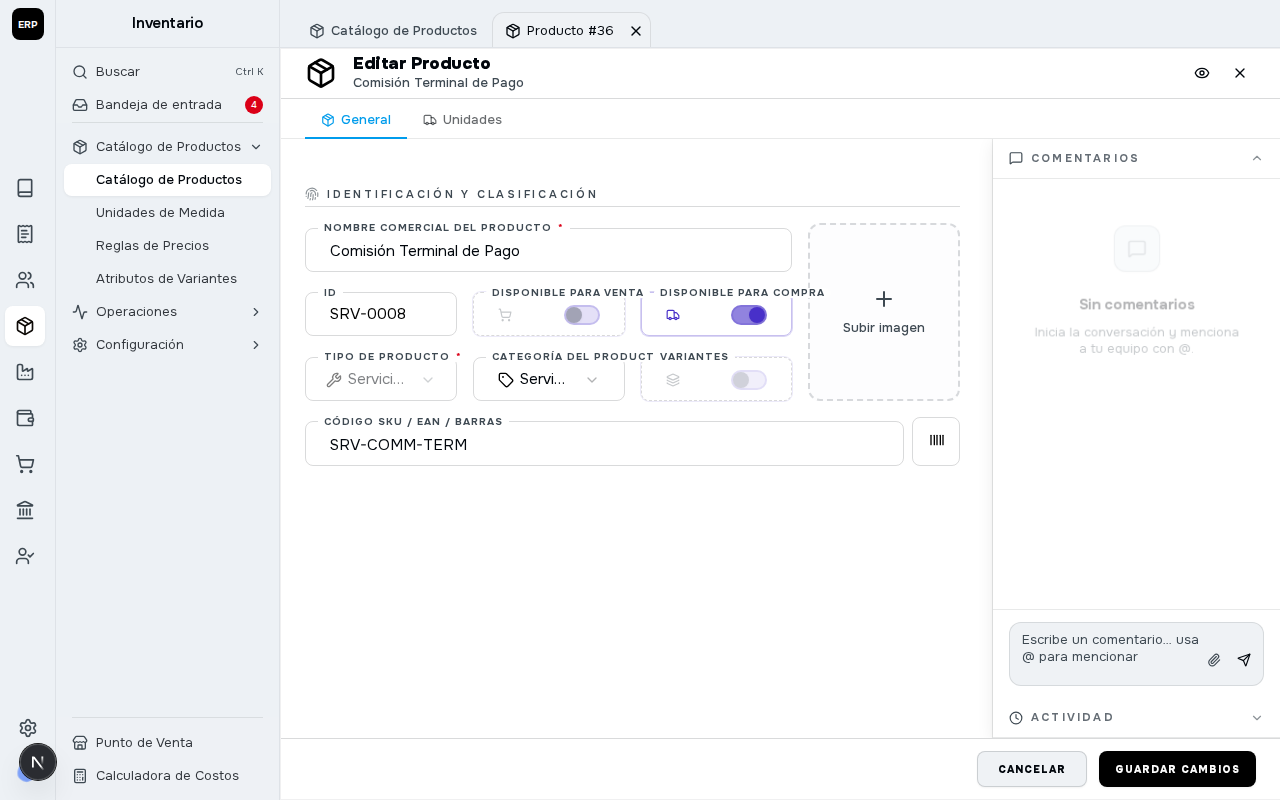 ERP
Inventario
Buscar
Ctrl K
Bandeja de entrada
4
Catálogo de Productos
Catálogo de Productos
Unidades de Medida
Reglas de Precios
Atributos de Variantes
Operaciones
Configuración
Punto de Venta
Calculadora de Costos
N
Catálogo de Productos
Producto #36
Editar Producto
Comisión Terminal de Pago
General
Unidades
IDENTIFICACIÓN Y CLASIFICACIÓN
NOMBRE COMERCIAL DEL PRODUCTO *
Comisión Terminal de Pago
ID
SRV-0008
DISPONIBLE PARA VENTA
DISPONIBLE PARA COMPRA
TIPO DE PRODUCTO *
Servici...
CATEGORÍA DEL PRODUCT
Servi...
VARIANTES
CÓDIGO SKU / EAN / BARRAS
SRV-COMM-TERM
Subir imagen
COMENTARIOS
Sin comentarios
Inicia la conversación y menciona
a tu equipo con @.
Escribe un comentario... usa
@ para mencionar
ACTIVIDAD
CANCELAR
GUARDAR CAMBIOS